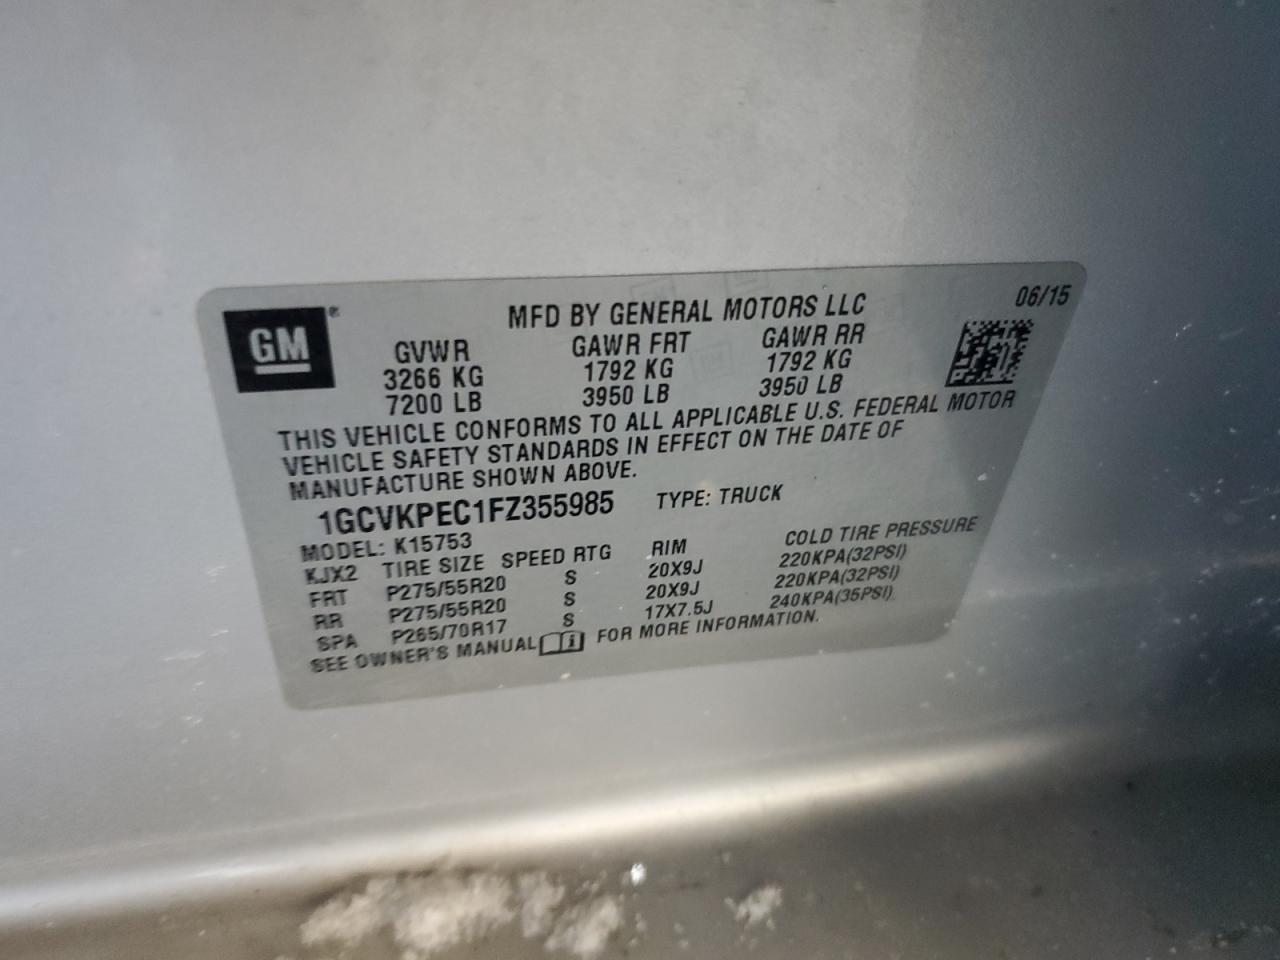 GM®
MFD BY GENERAL MOTORS LLC
06/15
GVWR GAWR FRT GAWR RR
3266 KG 1792 KG 1792 KG
7200 LB 3950 LB 3950 LB
THIS VEHICLE CONFORMS TO ALL APPLICABLE U.S. FEDERAL MOTOR
VEHICLE SAFETY STANDARDS IN EFFECT ON THE DATE OF
MANUFACTURE SHOWN ABOVE.
1GCVKPEC1FZ355985 TYPE: TRUCK
MODEL: K15753
KJX2 TIRE SIZE SPEED RTG RIM COLD TIRE PRESSURE
FRT P275/55R20 S 20X9J 220KPA(32PSI)
RR P275/55R20 S 20X9J 220KPA(32PSI)
SPA P265/70R17 S 17X7.5J 240KPA(35PSI)
SEE OWNER'S MANUAL i FOR MORE INFORMATION.